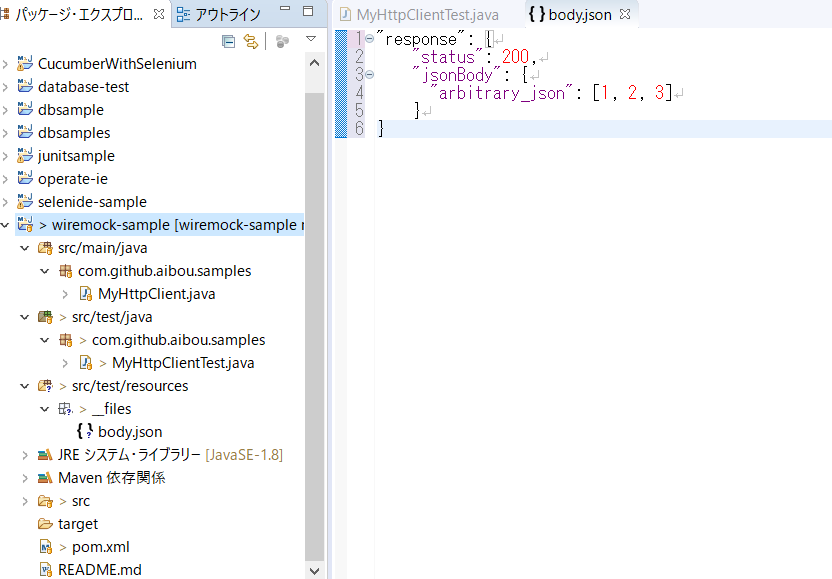 パッケージ・エクスプロ...
アウトライン
CucumberWithSelenium
database-test
dbsample
dbsamples
junitsample
operate-ie
selenide-sample
> wiremock-sample [wiremock-sample
src/main/java
com.github.aibou.samples
MyHttpClient.java
> src/test/java
> com.github.aibou.samples
> MyHttpClientTest.java
> src/test/resources
> __files
body.json
JRE システム・ライブラリー [JavaSE-1.8]
Maven 依存関係
> src
target
> pom.xml
README.md
MyHttpClientTest.java
{} body.json
1 "response": {
2 "status": 200,
3 "jsonBody": {
4 "arbitrary_json": [1, 2, 3]
5 }
6 }